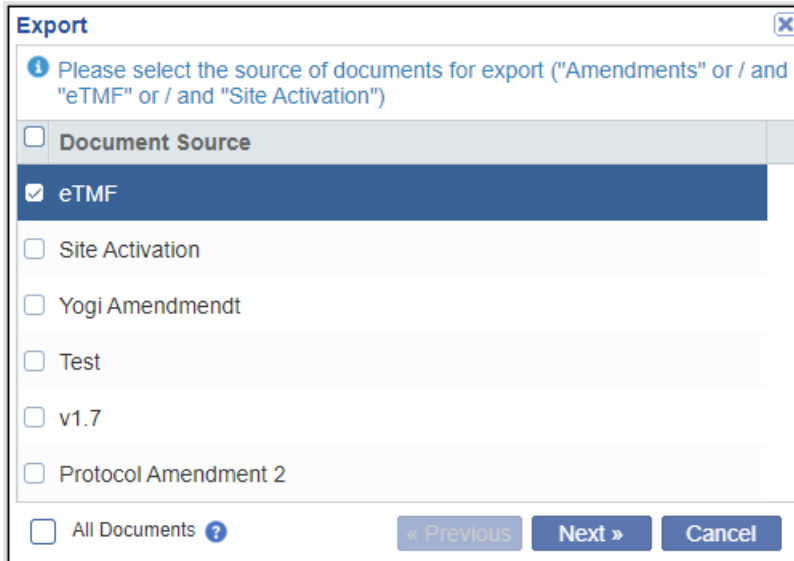 Export
Please select the source of documents for export ("Amendments" or / and
"eTMF" or / and "Site Activation")
Document Source
eTMF
Site Activation
Yogi Amendmendt
Test
v1.7
Protocol Amendment 2
All Documents ? « Previous Next » Cancel